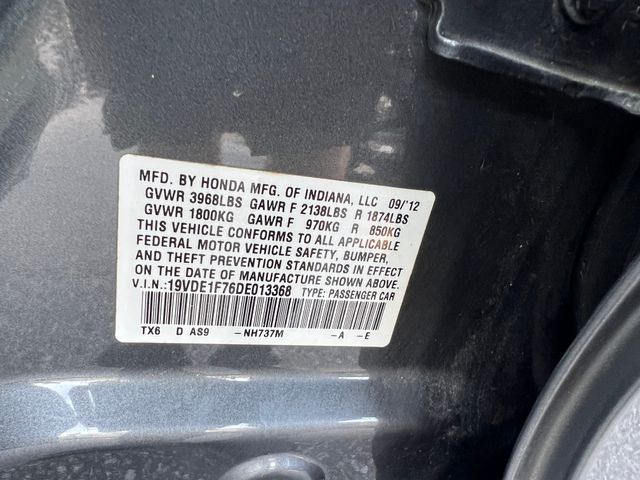 MFD. BY HONDA MFG. OF INDIANA, LLC 09/'12
GVWR 3968LBS GAWR F 2138LBS R 1874LBS
GVWR 1800KG GAWR F 970KG R 850KG
THIS VEHICLE CONFORMS TO ALL APPLICABLE
FEDERAL MOTOR VEHICLE SAFETY, BUMPER,
AND THEFT PREVENTION STANDARDS IN EFFECT
ON THE DATE OF MANUFACTURE SHOWN ABOVE.
V.I.N.:19VDE1F76DE013368 TYPE: PASSENGER CAR
TX6 D AS9 -NH737M -A -E